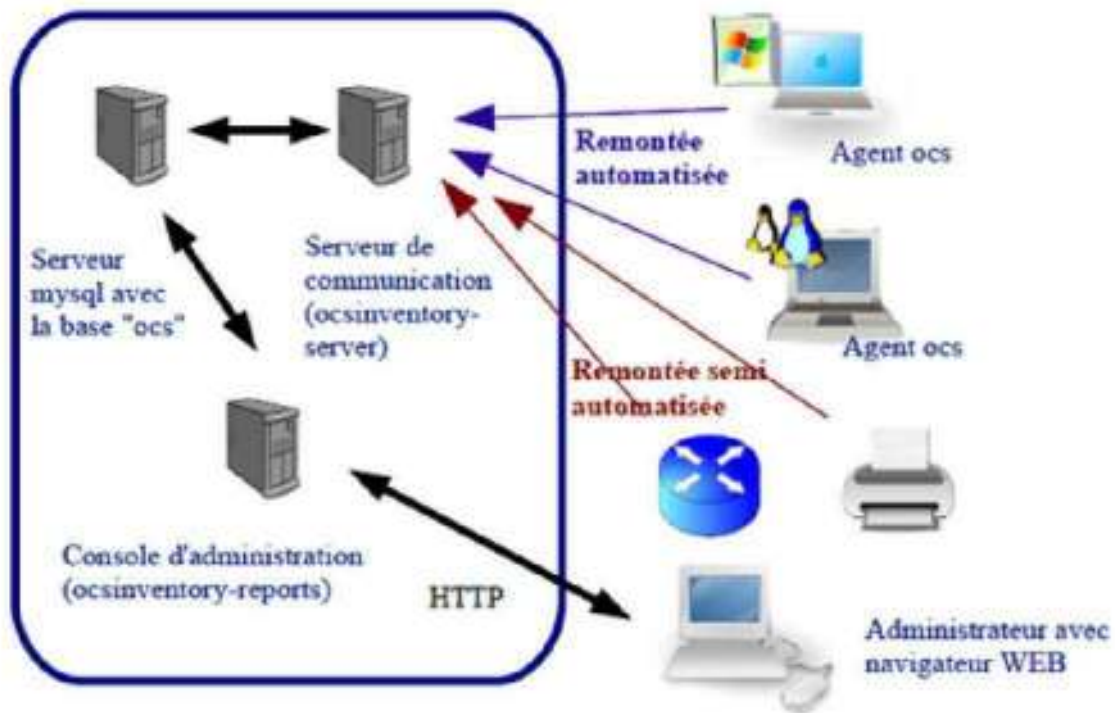 Remontée
automatisée
Agent ocs
Serveur
mysql avec
la base "ocs"
Serveur de
communication
(ocsinventory-
server)
Agent ocs
Remontée semi
automatisée
Console d'administration
(ocsinventory-reports)
HTTP
Administrateur avec
navigateur WEB